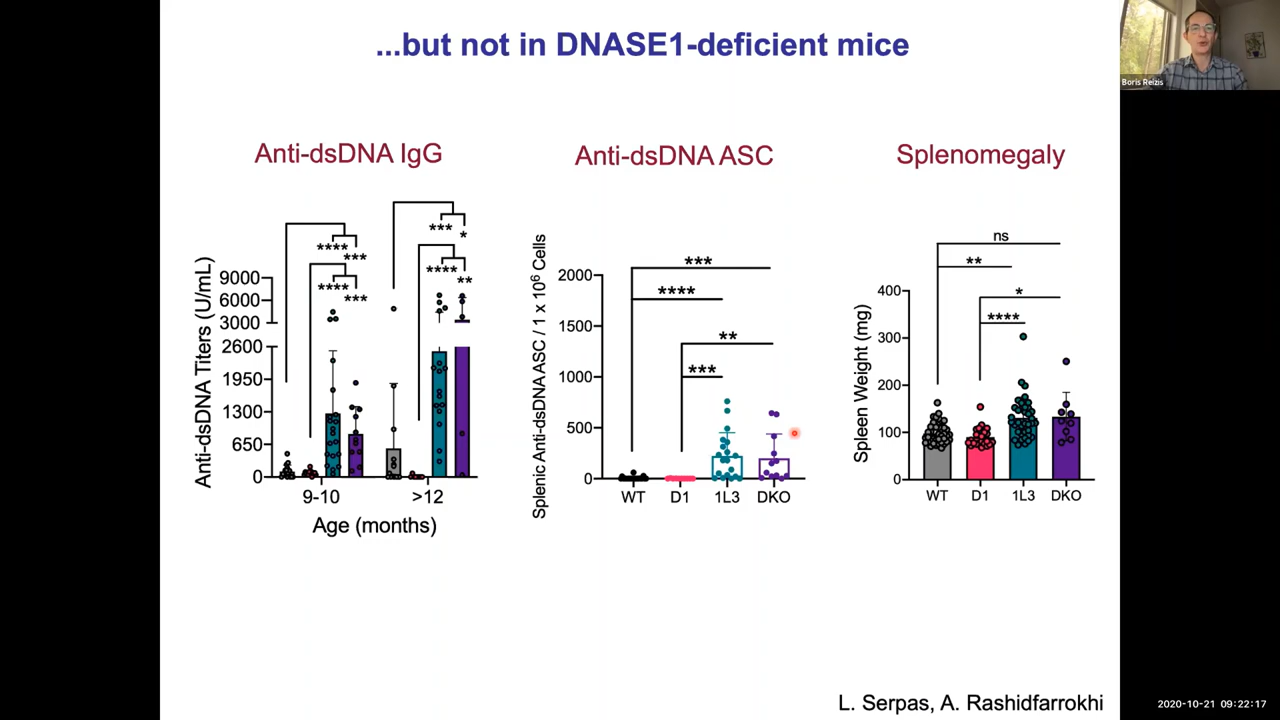 ...but not in DNASE1-deficient mice
Boris Reizis
Anti-dsDNA IgG
Anti-dsDNA Titers (U/mL)
9000
6000
3000
2600
1950
1300
650
0
****
***
****
***
***
*
****
**
9-10
>12
Age (months)
Anti-dsDNA ASC
Splenic Anti-dsDNA ASC / 1 x 10⁶ Cells
2000
1500
1000
500
0
***
****
**
***
WT D1 1L3 DKO
Splenomegaly
Spleen Weight (mg)
400
300
200
100
0
ns
**
*
****
WT D1 1L3 DKO
L. Serpas, A. Rashidfarrokhi
2020-10-21 09:22:17